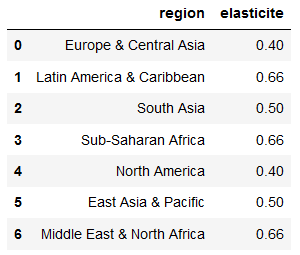 region elasticite
0 Europe & Central Asia 0.40
1 Latin America & Caribbean 0.66
2 South Asia 0.50
3 Sub-Saharan Africa 0.66
4 North America 0.40
5 East Asia & Pacific 0.50
6 Middle East & North Africa 0.66